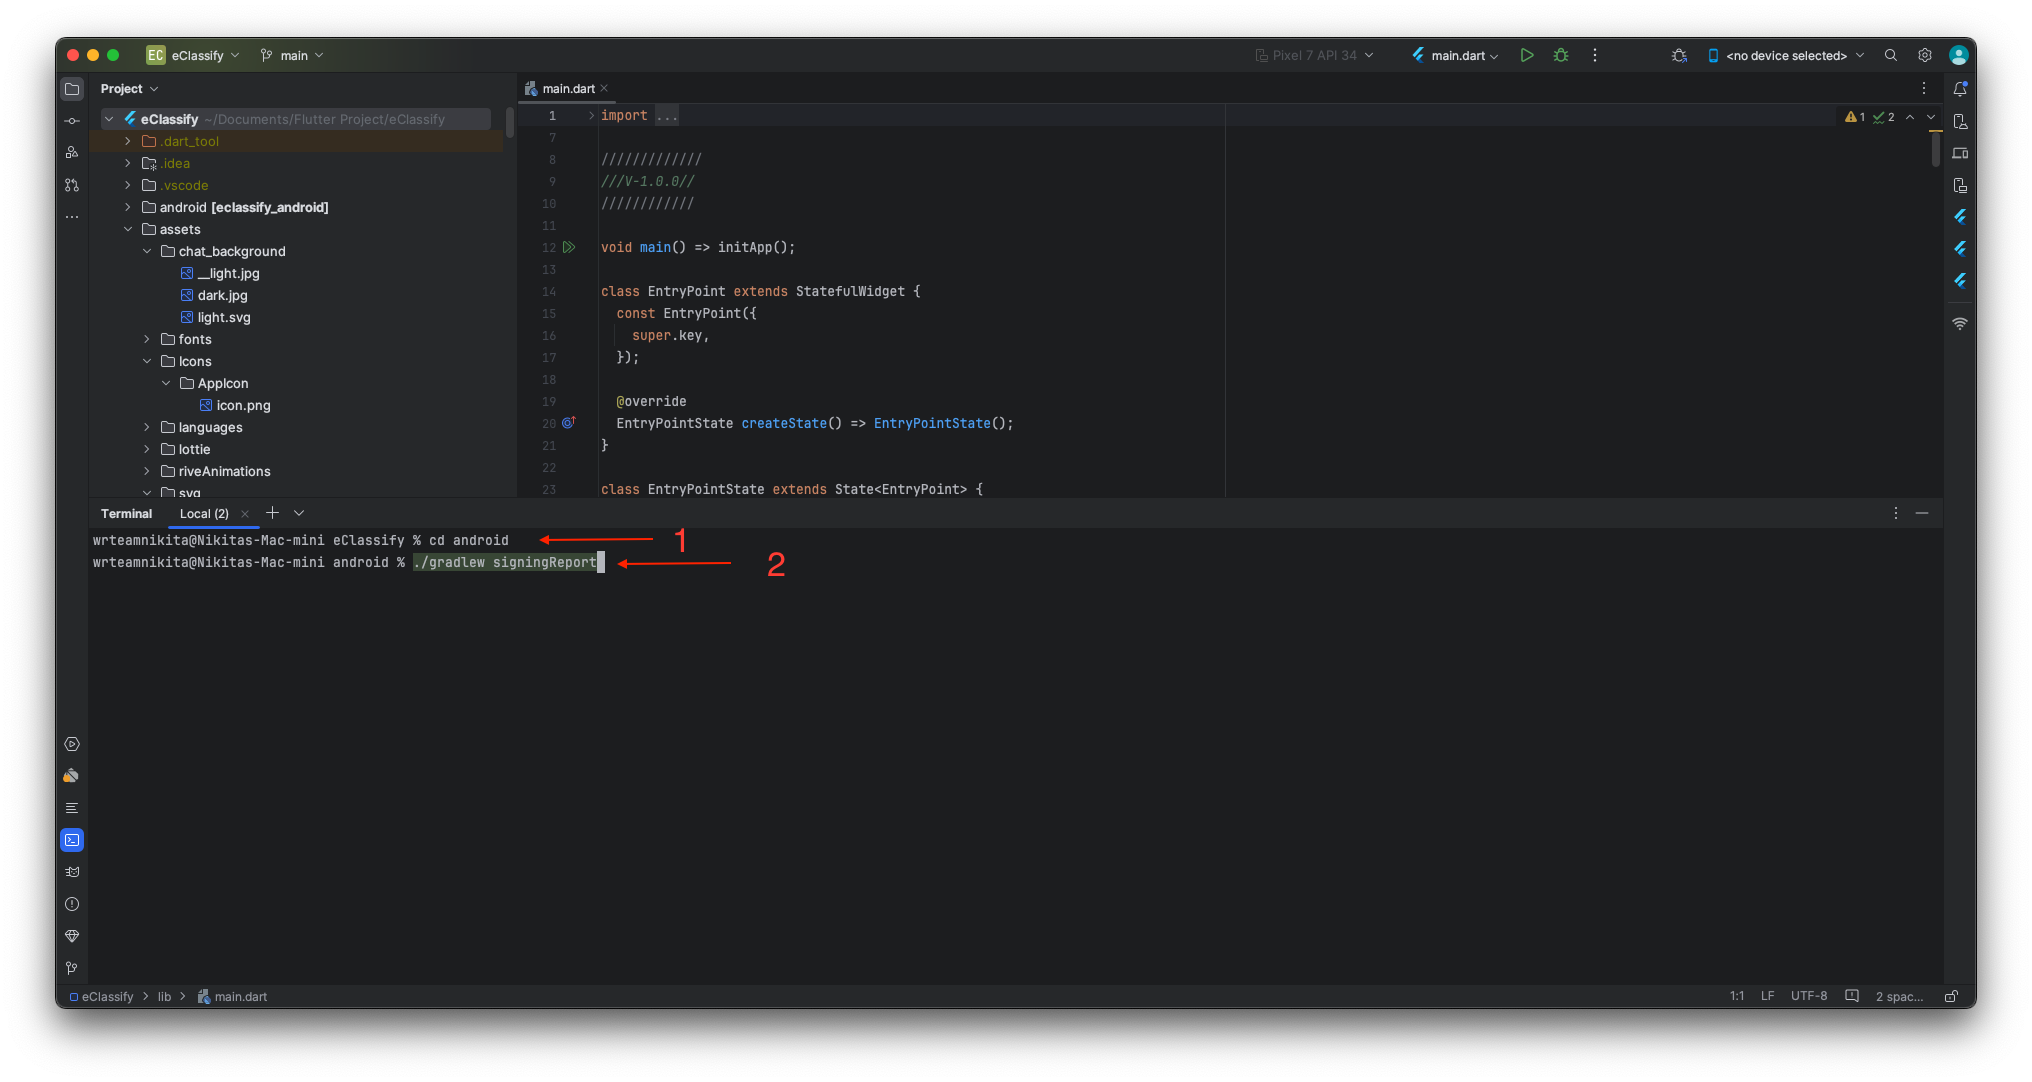 EC eClassify main Pixel 7 API 34 main.dart <no device selected>
Project
main.dart
eClassify ~/Documents/Flutter Project/eClassify
.dart_tool
.idea
.vscode
android [eclassify_android]
assets
chat_background
__light.jpg
dark.jpg
light.svg
fonts
Icons
AppIcon
icon.png
languages
lottie
riveAnimations
svg
1 import ...
7
8 /////////////
9 ///V-1.0.0//
10 ////////////
11
12 void main() => initApp();
13
14 class EntryPoint extends StatefulWidget {
15 const EntryPoint({
16 super.key,
17 });
18
19 @override
20 EntryPointState createState() => EntryPointState();
21 }
22
23 class EntryPointState extends State<EntryPoint> {
1 2
Terminal Local (2)
wrteamnikita@Nikitas-Mac-mini eClassify % cd android 1
wrteamnikita@Nikitas-Mac-mini android % ./gradlew signingReport 2
eClassify > lib > main.dart 1:1 LF UTF-8 2 spac...